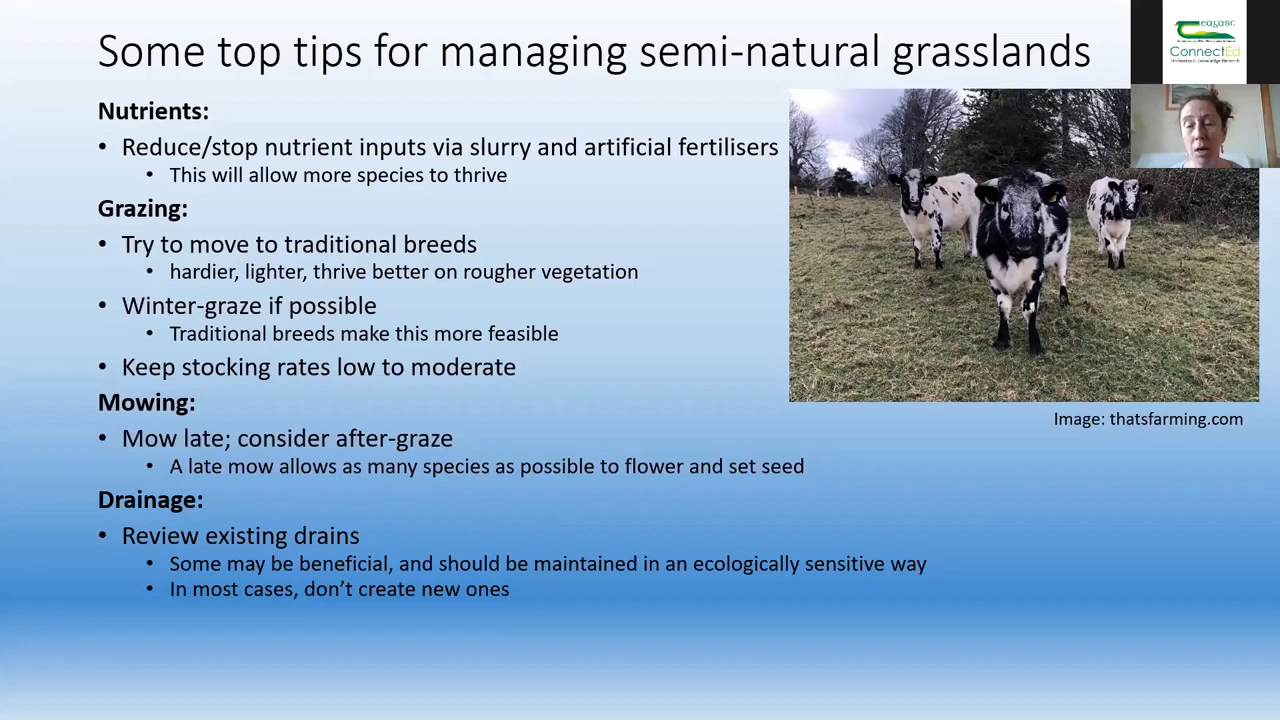 Some top tips for managing semi-natural grasslands
Nutrients:
• Reduce/stop nutrient inputs via slurry and artificial fertilisers
• This will allow more species to thrive
Grazing:
• Try to move to traditional breeds
• hardier, lighter, thrive better on rougher vegetation
• Winter-graze if possible
• Traditional breeds make this more feasible
• Keep stocking rates low to moderate
Mowing:
• Mow late; consider after-graze
• A late mow allows as many species as possible to flower and set seed
Drainage:
• Review existing drains
• Some may be beneficial, and should be maintained in an ecologically sensitive way
• In most cases, don’t create new ones
Image: thatsfarming.com
eagasc
ConnectEd